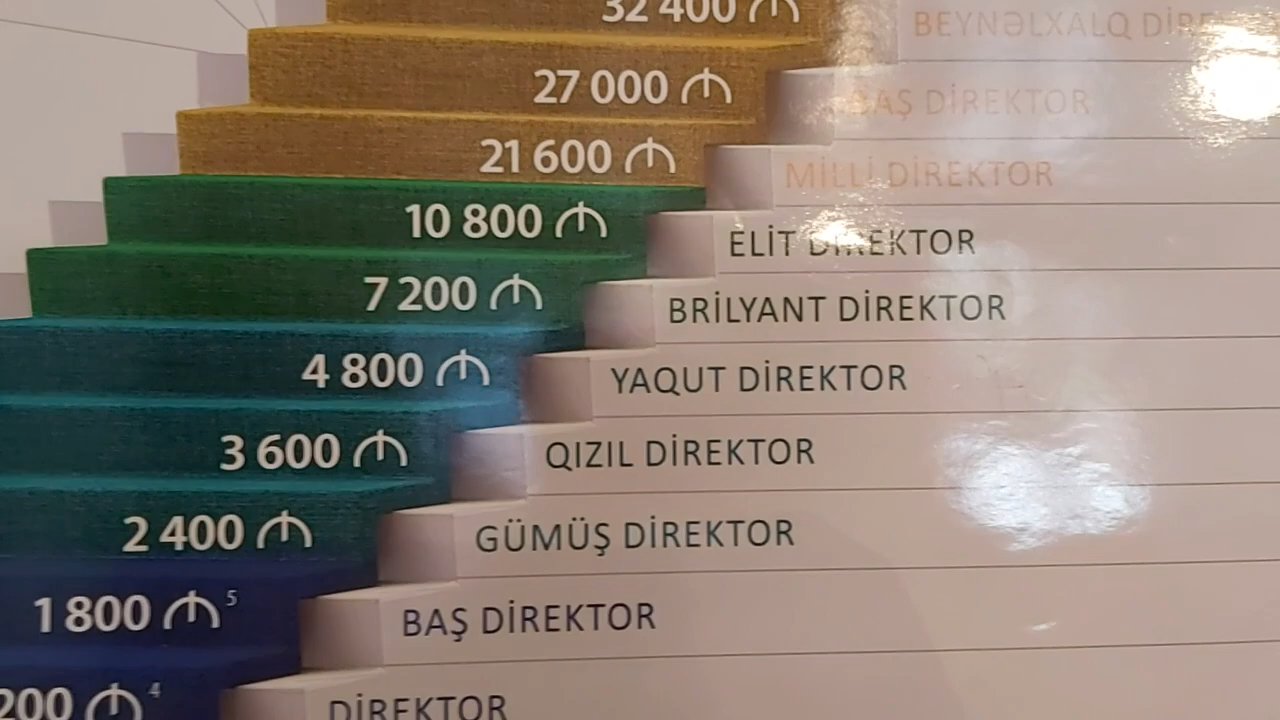 32 400 ₼ BEYNƏLXALQ
27 000 ₼ BAŞ DİREKTOR
21 600 ₼ MİLLİ DİREKTOR
10 800 ₼ ELİT DİREKTOR
7 200 ₼ BRİLYANT DİREKTOR
4 800 ₼ YAQUT DİREKTOR
3 600 ₼ QIZIL DİREKTOR
2 400 ₼ GÜMÜŞ DİREKTOR
1 800 ₼ 5 BAŞ DİREKTOR
200 ₼ 4 DİREKTOR